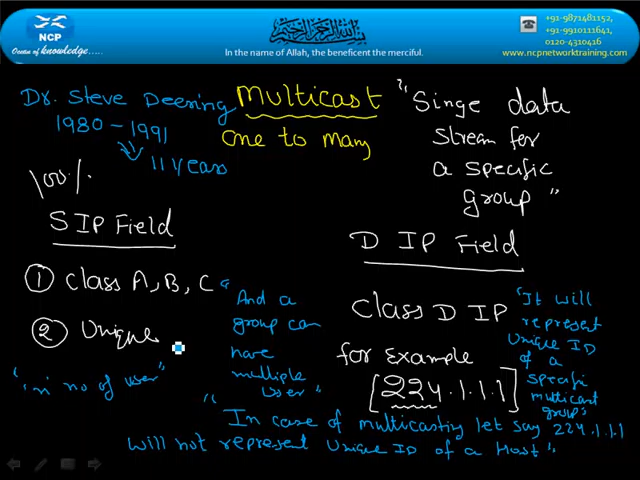 NCP
Ocean of knowledge.....
In the name of Allah, the beneficent the merciful.
+91-9871481152,
+91-9910111641,
0120-4310416
www.ncpnetworktraining.com
Dr. Steve Deering
1980 - 1991
11 Years
Multicast
One to Many
"Singe data
Stream for
a specific
group"
100%
SIP Field
① Class A, B, C
② Unique
"'n' no of user"
"And a
group can
have
multiple
User"
D IP Field
Class D IP
for example
[224.1.1.1]
"It will
represent
Unique ID
of a
specific
multicast
group"
"In case of multicasting let say 224.1.1.1
will not represent Unique ID of a Host"